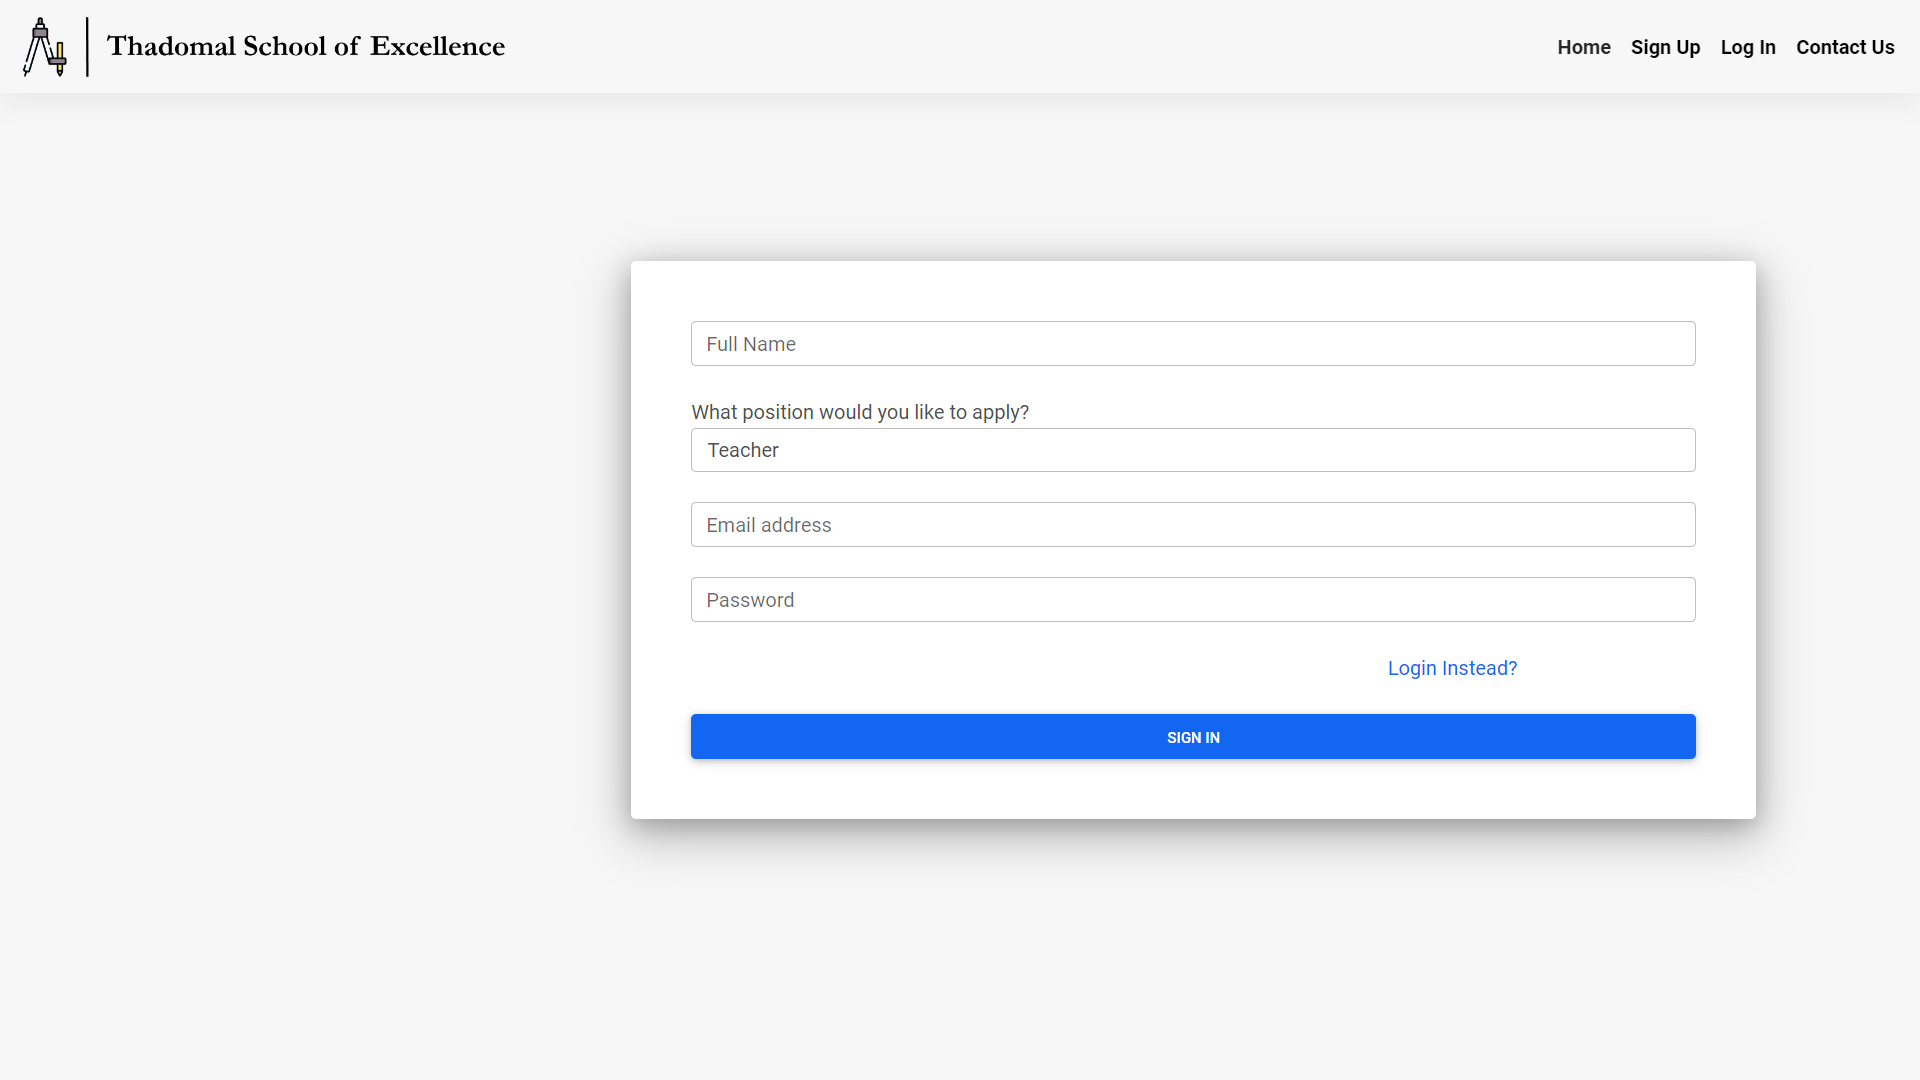 Thadomal School of Excellence
Home Sign Up Log In Contact Us
Full Name
What position would you like to apply?
Teacher
Email address
Password
Login Instead?
SIGN IN